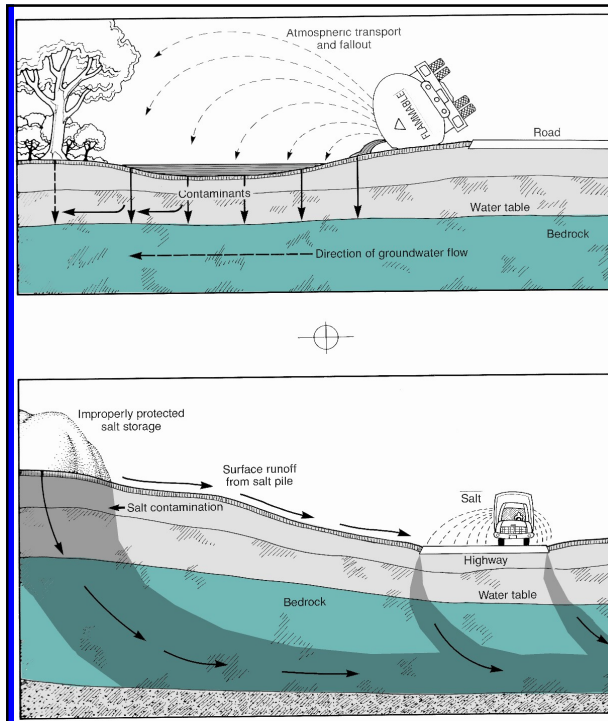 Atmospheric transport
and fallout
FLAMMABLE
Road
Contaminants
Water table
Bedrock
Direction of groundwater flow
Improperly protected
salt storage
Surface runoff
from salt pile
Salt
Salt contamination
Highway
Water table
Bedrock